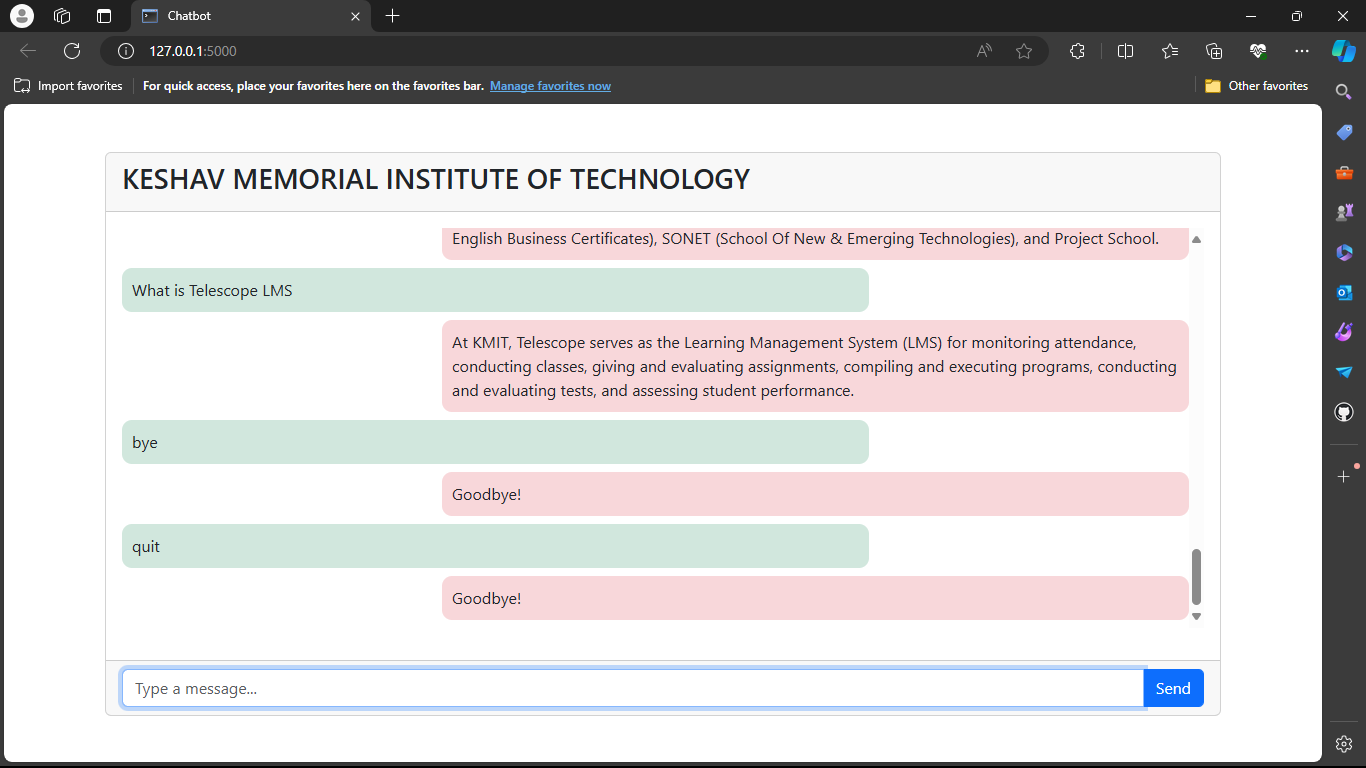 Chatbot
127.0.0.1:5000
Import favorites
For quick access, place your favorites here on the favorites bar. Manage favorites now
Other favorites
KESHAV MEMORIAL INSTITUTE OF TECHNOLOGY
English Business Certificates), SONET (School Of New & Emerging Technologies), and Project School.
What is Telescope LMS
At KMIT, Telescope serves as the Learning Management System (LMS) for monitoring attendance,
conducting classes, giving and evaluating assignments, compiling and executing programs, conducting
and evaluating tests, and assessing student performance.
bye
Goodbye!
quit
Goodbye!
Type a message...
Send